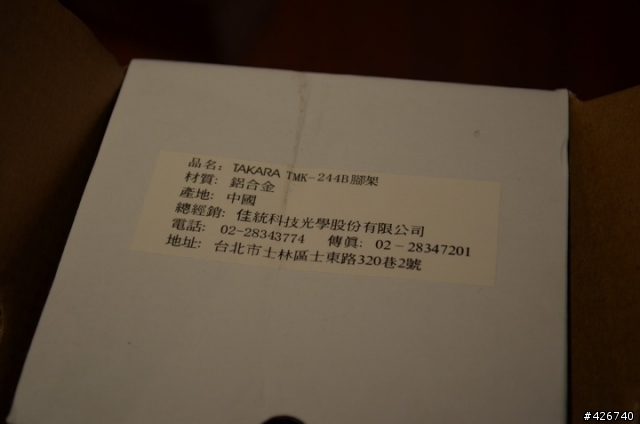 品名: TAKARA TMK-244B腳架
材質: 鋁合金
產地: 中國
總經銷: 佳統科技光學股份有限公司
電話: 02-28343774 傳眞: 02-28347201
地址: 台北市士林區士東路320巷2號
#426740